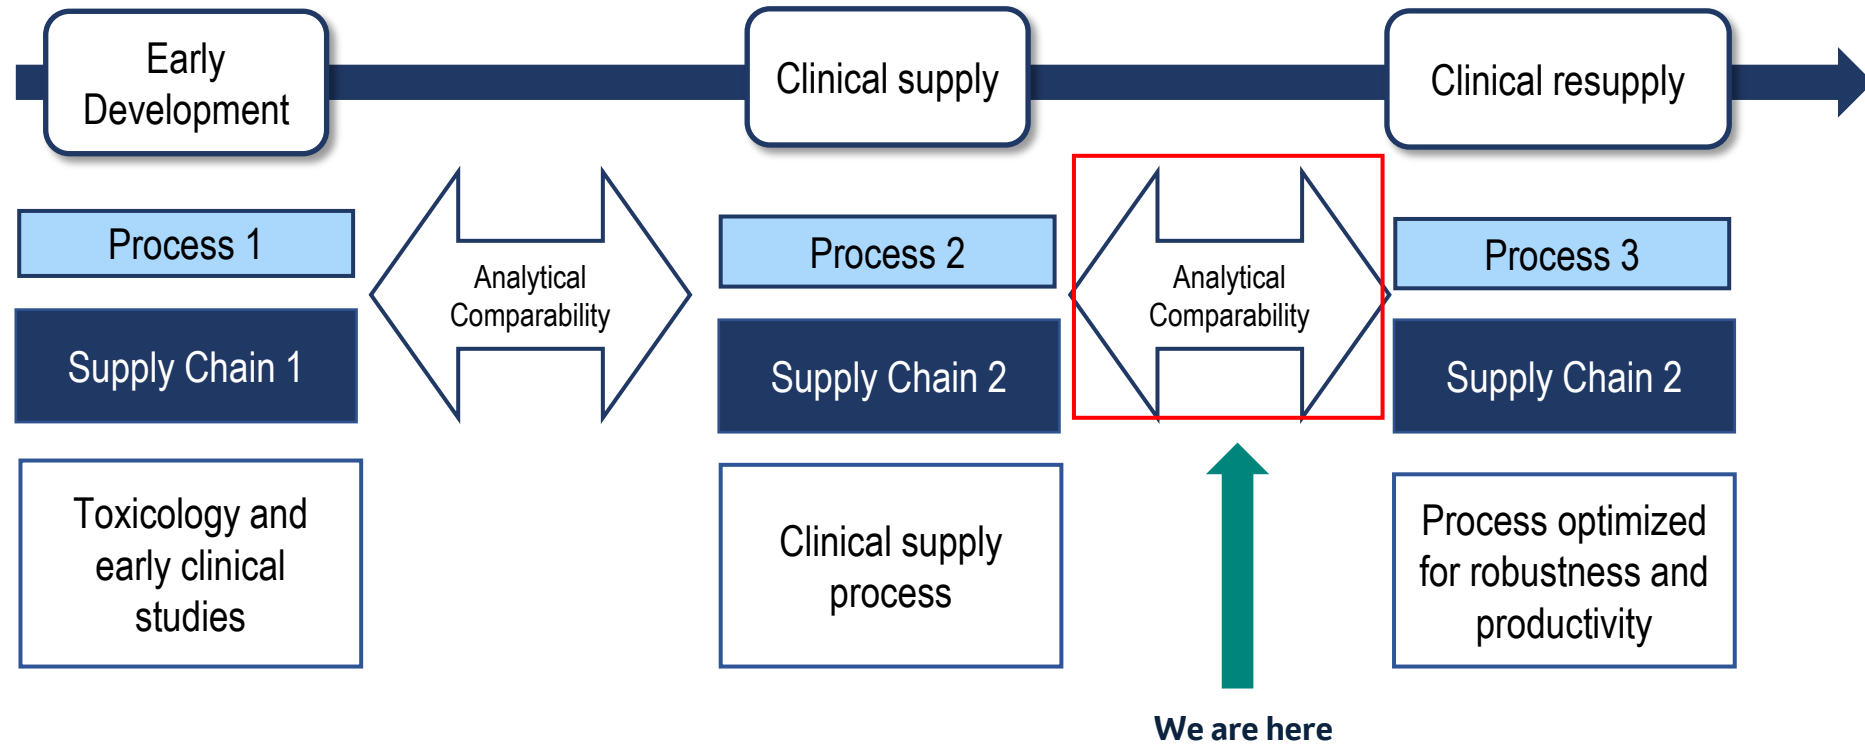 Early
Development
Clinical supply
Clinical resupply
Process 1
Analytical
Comparability
Process 2
Analytical
Comparability
Process 3
Supply Chain 1
Supply Chain 2
Supply Chain 2
Toxicology and
early clinical
studies
Clinical supply
process
Process optimized
for robustness and
productivity
We are here